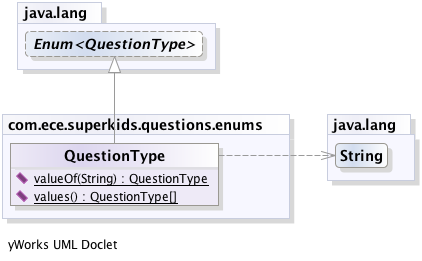 java.lang
Enum<QuestionType>
com.ece.superkids.questions.enums
java.lang
QuestionType
String
valueOf(String) : QuestionType
values() : QuestionType[]
yWorks UML Doclet